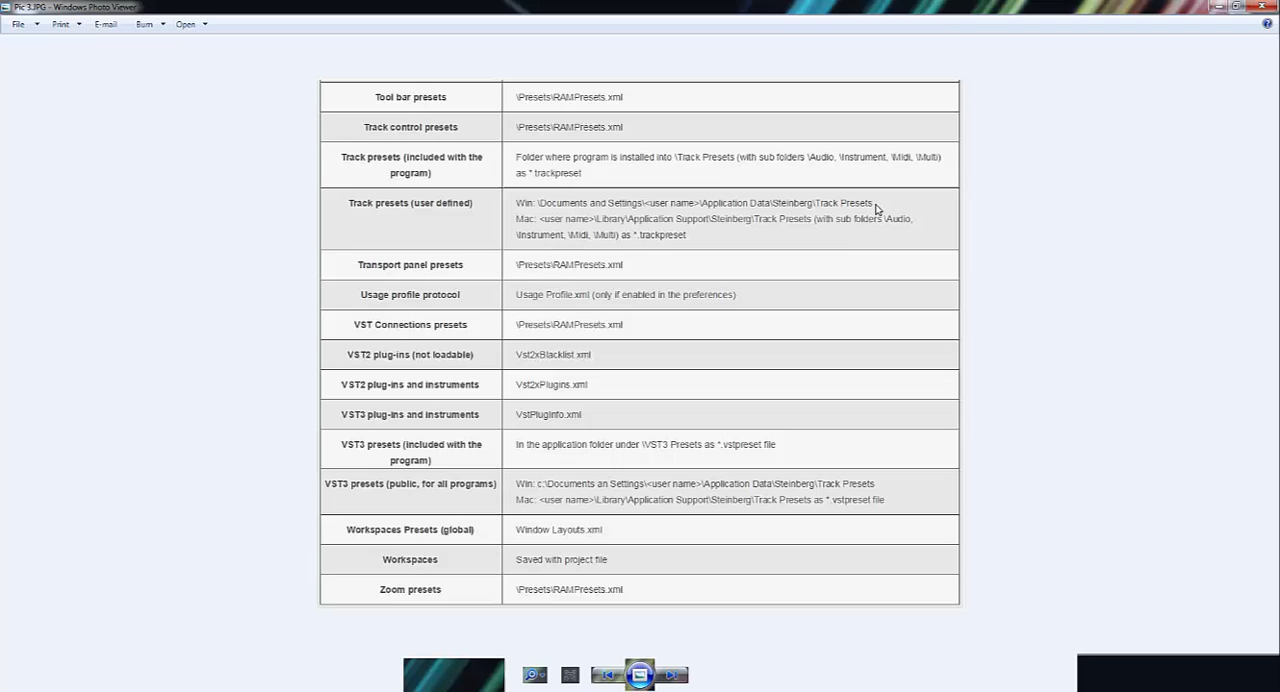 Pic 3.JPG - Windows Photo Viewer
File Print E-mail Burn Open
Tool bar presets \Presets\RAMPresets.xml
Track control presets \Presets\RAMPresets.xml
Track presets (included with the program) Folder where program is installed into \Track Presets (with sub folders \Audio, \Instrument, \Midi, \Multi)
as *.trackpreset
Track presets (user defined) Win: \Documents and Settings\<user name>\Application Data\Steinberg\Track Presets
Mac: <user name>\Library\Application Support\Steinberg\Track Presets (with sub folders \Audio,
\Instrument, \Midi, \Multi) as *.trackpreset
Transport panel presets \Presets\RAMPresets.xml
Usage profile protocol Usage Profile.xml (only if enabled in the preferences)
VST Connections presets \Presets\RAMPresets.xml
VST2 plug-ins (not loadable) Vst2xBlacklist.xml
VST2 plug-ins and instruments Vst2xPlugins.xml
VST3 plug-ins and instruments VstPlugInfo.xml
VST3 presets (included with the program) In the application folder under \VST3 Presets as *.vstpreset file
VST3 presets (public, for all programs) Win: c:\Documents an Settings\<user name>\Application Data\Steinberg\Track Presets
Mac: <user name>\Library\Application Support\Steinberg\Track Presets as *.vstpreset file
Workspaces Presets (global) Window Layouts.xml
Workspaces Saved with project file
Zoom presets \Presets\RAMPresets.xml